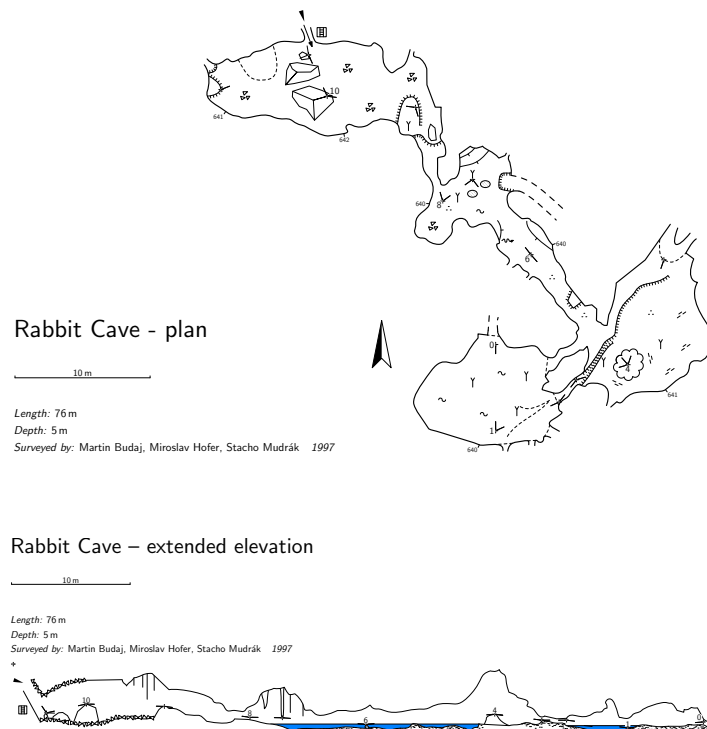 10
641
642
8
640
640
6
Rabbit Cave - plan
0
10 m
4
641
Length: 76 m
Depth: 5 m
1
Surveyed by: Martin Budaj, Miroslav Hofer, Stacho Mudrák 1997
640
Rabbit Cave – extended elevation
10 m
Length: 76 m
Depth: 5 m
Surveyed by: Martin Budaj, Miroslav Hofer, Stacho Mudrák 1997
10
8
6
4
1
0